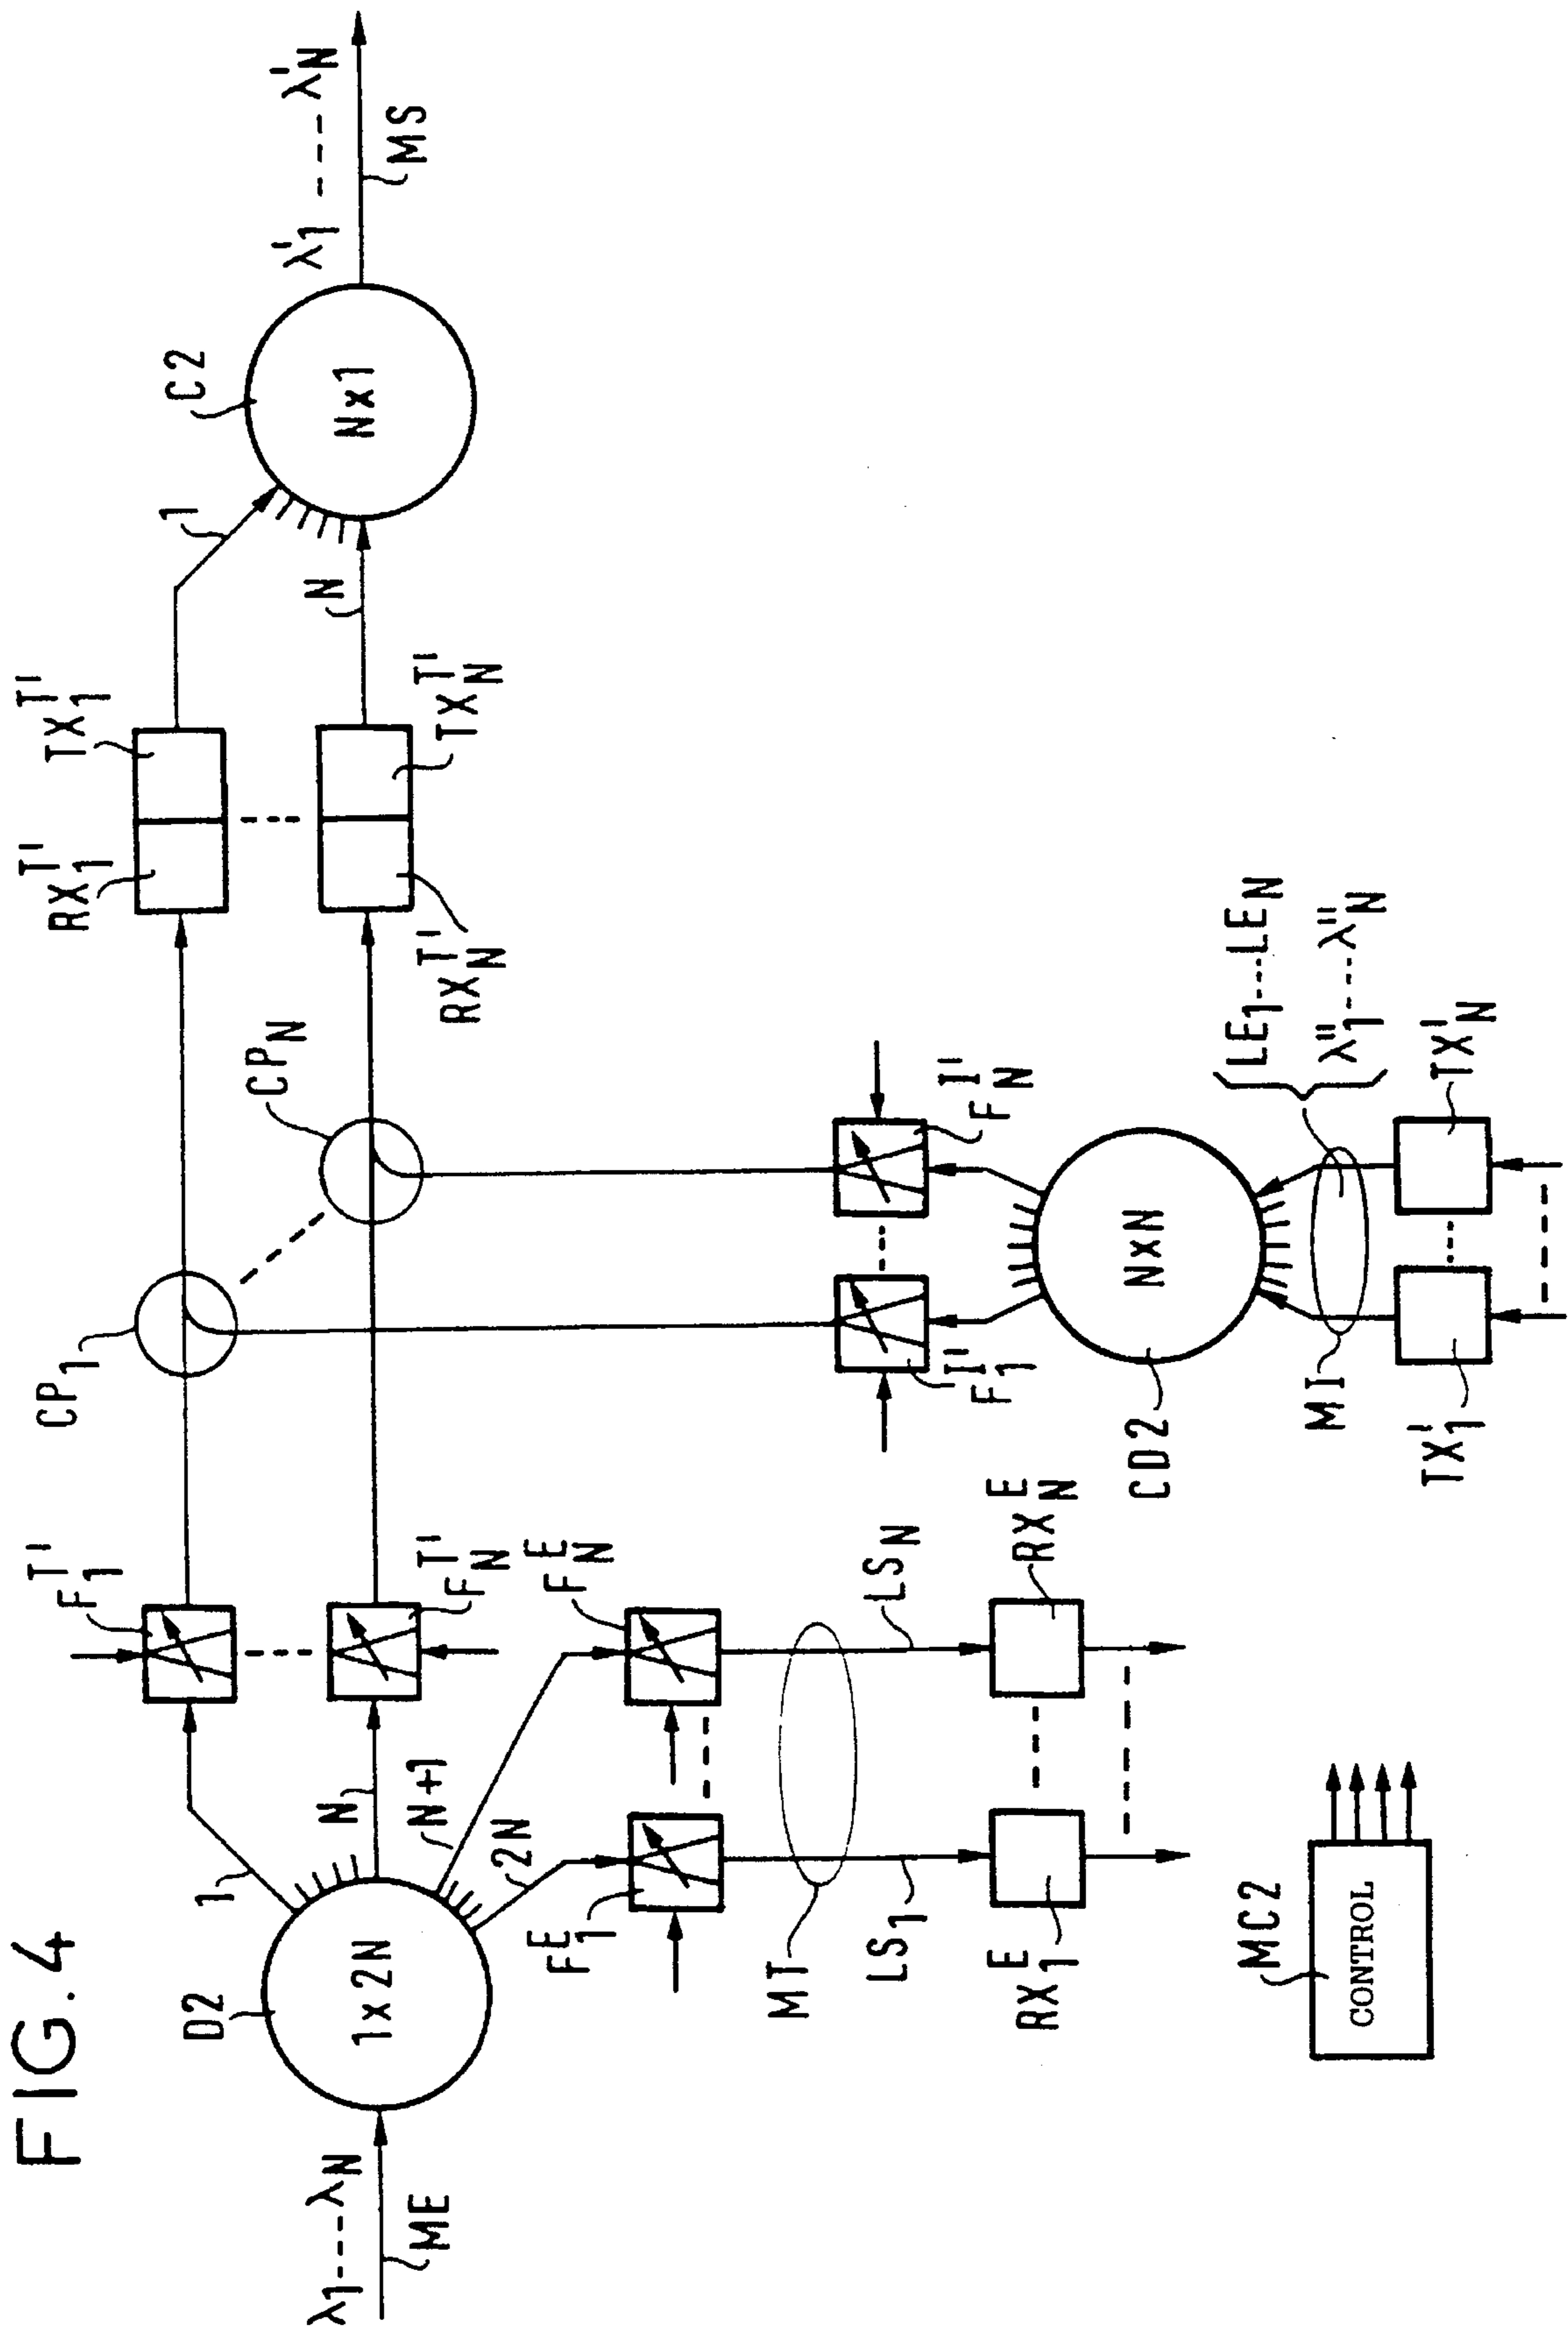 FIG. 4
λ1----λN
ME
D2
1x2N
1
N
N+1
2N
F1T'
FNT'
F1E
FNE
MT
LS1
LSN
RX1E
RXNE
MC2
CONTROL
CP1
CPN
F1I'
FNI'
CD2
NxN
MI
LE1---LEN
λ"1----λ"N
TX'1
TX'N
RX1T'
TX1T'
RXNT'
TXNT'
1
N
C2
Nx1
λ'1----λ'N
MS